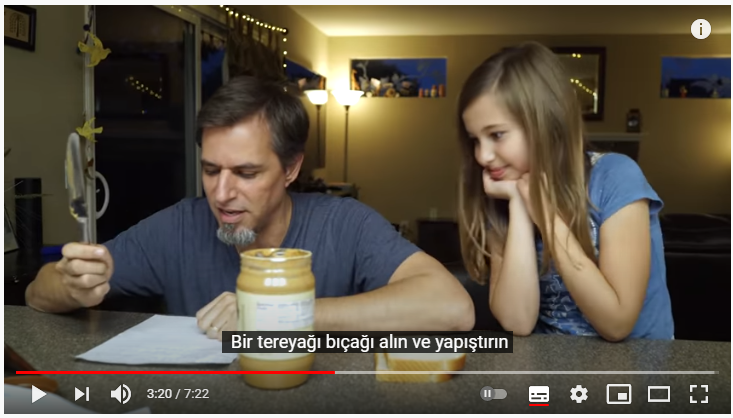 Bir tereyağı bıçağı alın ve yapıştırın
3:20 / 7:22